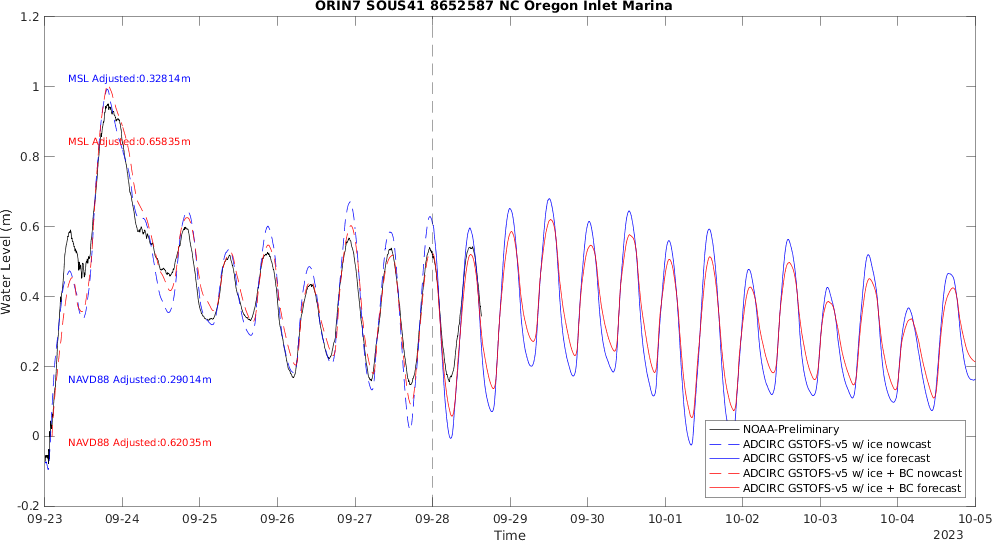 ORIN7 SOUS41 8652587 NC Oregon Inlet Marina
Water Level (m)
1.2
1
0.8
0.6
0.4
0.2
0
-0.2
MSL Adjusted:0.32814m
MSL Adjusted:0.65835m
NAVD88 Adjusted:0.29014m
NAVD88 Adjusted:0.62035m
NOAA-Preliminary
ADCIRC GSTOFS-v5 w/ ice nowcast
ADCIRC GSTOFS-v5 w/ ice forecast
ADCIRC GSTOFS-v5 w/ ice + BC nowcast
ADCIRC GSTOFS-v5 w/ ice + BC forecast
09-23 09-24 09-25 09-26 09-27 09-28 09-29 09-30 10-01 10-02 10-03 10-04 10-05
Time
2023